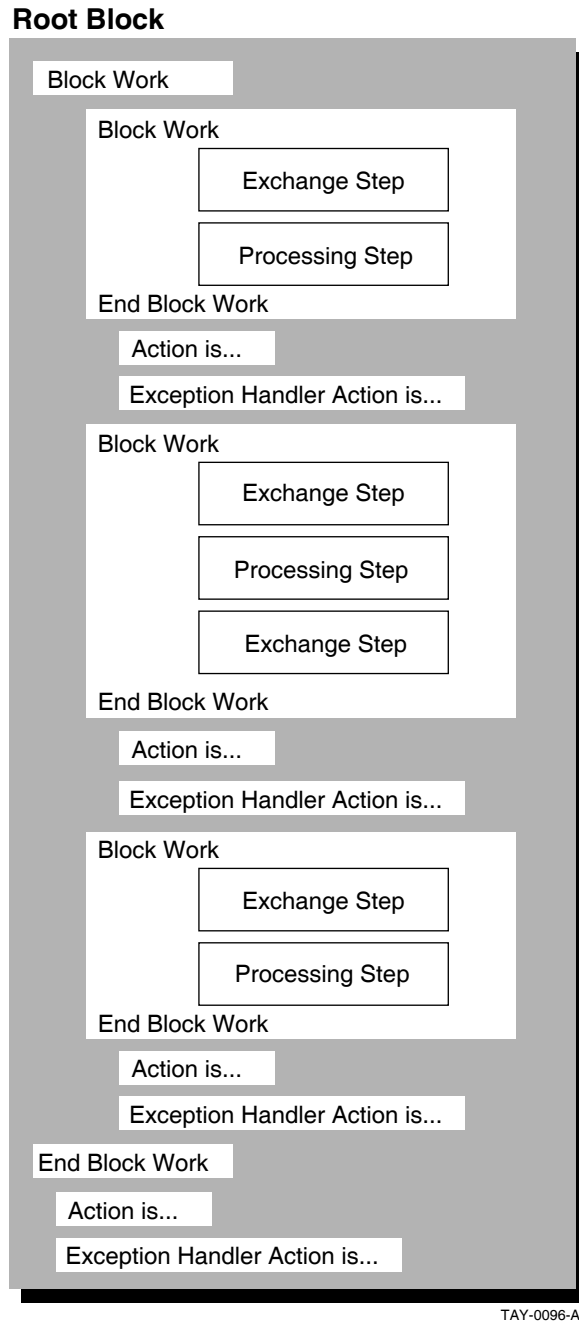 Root Block
Block Work
Block Work
Exchange Step
Processing Step
End Block Work
Action is...
Exception Handler Action is...
Block Work
Exchange Step
Processing Step
Exchange Step
End Block Work
Action is...
Exception Handler Action is...
Block Work
Exchange Step
Processing Step
End Block Work
Action is...
Exception Handler Action is...
End Block Work
Action is...
Exception Handler Action is...
TAY-0096-A